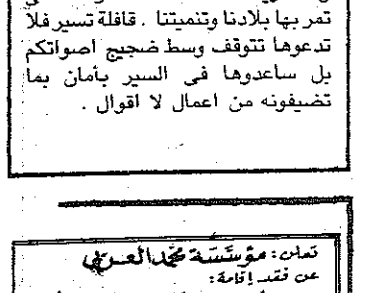 تمر بها بلادنا وتنميتنا . قافلة تسير فلا
تدعوها تتوقف وسط ضجيج اصواتكم
بل ساعدوها فى السير بأمان بما
تضيفونه من اعمال لا اقوال .
تعلن : مؤسسة محمد العربي
عن فقد إقامة :